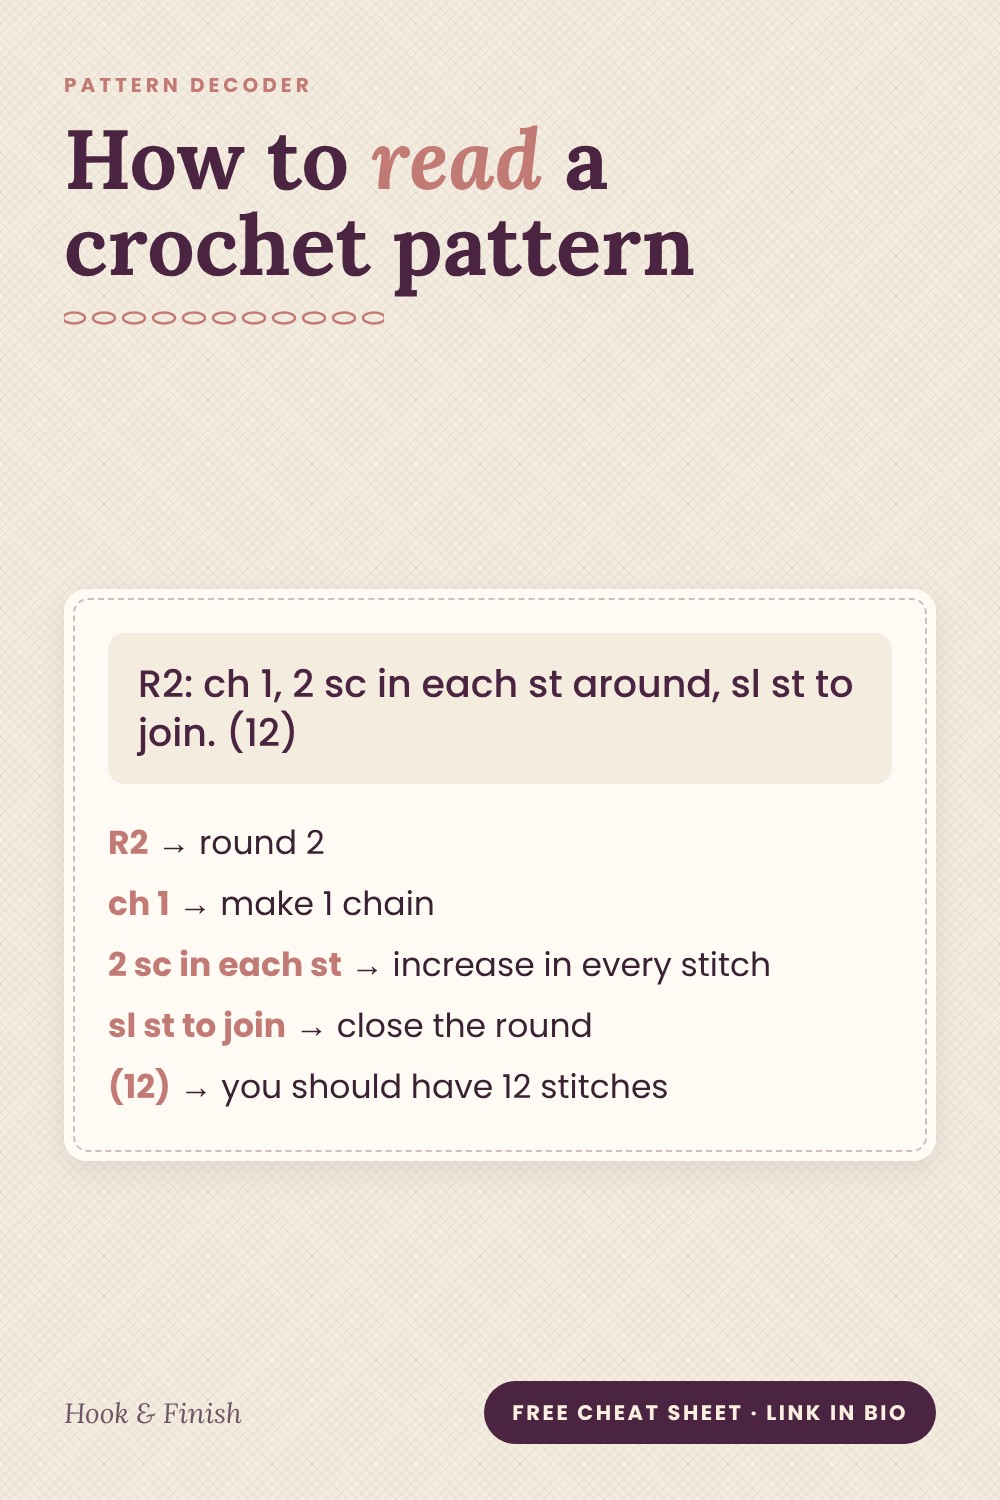 PATTERN DECODER
How to read a
crochet pattern
R2: ch 1, 2 sc in each st around, sl st to
join. (12)
R2 → round 2
ch 1 → make 1 chain
2 sc in each st → increase in every stitch
sl st to join → close the round
(12) → you should have 12 stitches
Hook & Finish
FREE CHEAT SHEET · LINK IN BIO